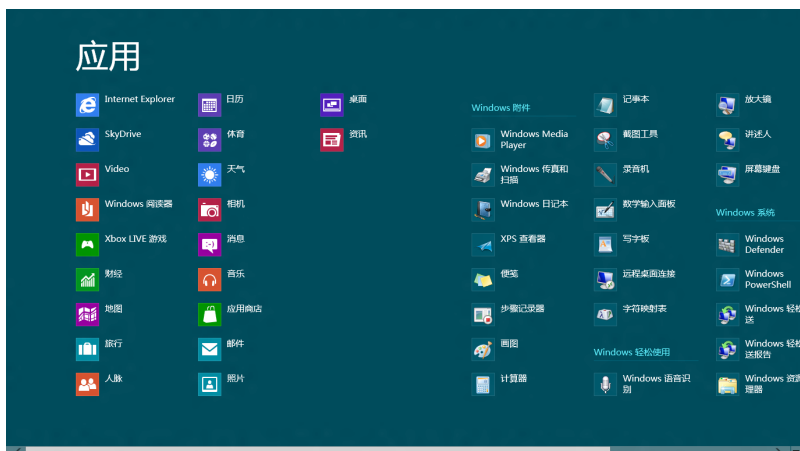 应用
Internet Explorer
SkyDrive
Video
Windows 阅读器
Xbox LIVE 游戏
财经
地图
旅行
人脉
日历
体育
天气
相机
消息
音乐
应用商店
邮件
照片
桌面
资讯
Windows 附件
Windows Media
Player
Windows 传真和
扫描
Windows 日记本
XPS 查看器
便笺
步骤记录器
画图
计算器
记事本
截图工具
录音机
数学输入面板
写字板
远程桌面连接
字符映射表
Windows 轻松使用
Windows 语音识
别
放大镜
讲述人
屏幕键盘
Windows 系统
Windows
Defender
Windows
PowerShell
Windows 轻松
送
Windows 轻松
送报告
Windows 资源
理器